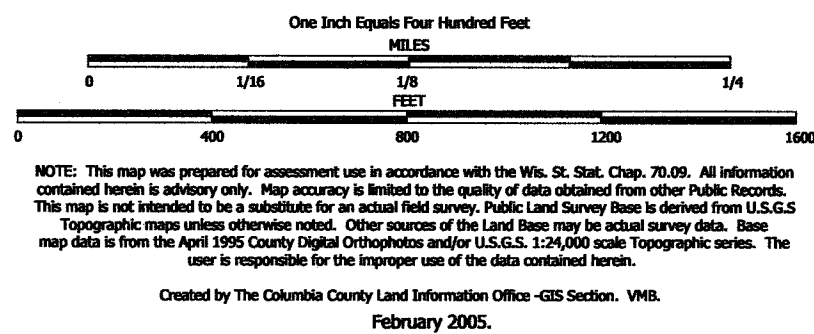 One Inch Equals Four Hundred Feet
MILES
0 1/16 1/8 1/4
FEET
0 400 800 1200 1600
NOTE: This map was prepared for assessment use in accordance with the Wis. St. Stat. Chap. 70.09. All information
contained herein is advisory only. Map accuracy is limited to the quality of data obtained from other Public Records.
This map is not intended to be a substitute for an actual field survey. Public Land Survey Base is derived from U.S.G.S
Topographic maps unless otherwise noted. Other sources of the Land Base may be actual survey data. Base
map data is from the April 1995 County Digital Orthophotos and/or U.S.G.S. 1:24,000 scale Topographic series. The
user is responsible for the improper use of the data contained herein.
Created by The Columbia County Land Information Office -GIS Section. VMB.
February 2005.